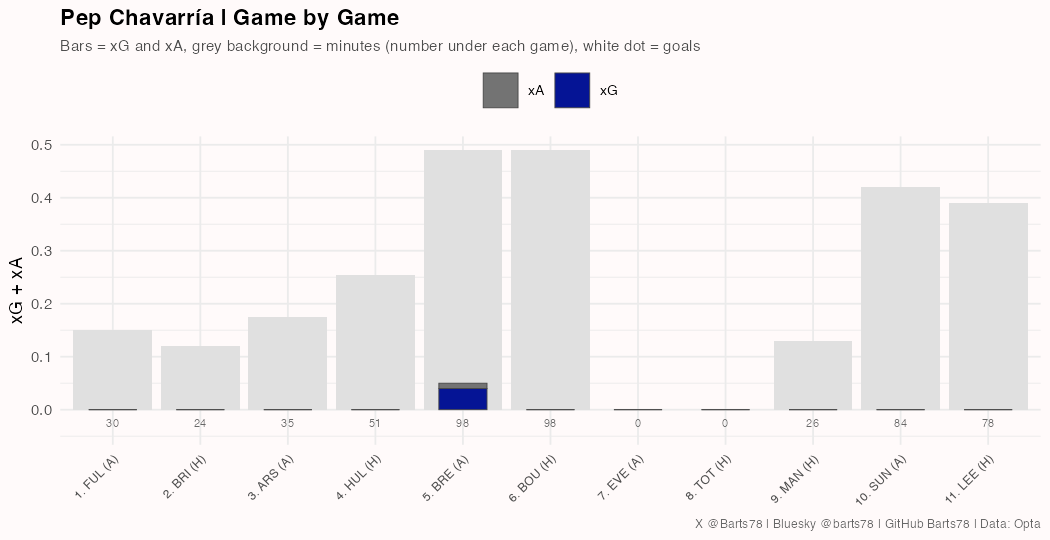 Pep Chavarría | Game by Game
Bars = xG and xA, grey background = minutes (number under each game), white dot = goals
xA xG
xG + xA
0.5
0.4
0.3
0.2
0.1
0.0
30 24 35 51 98 98 0 0 26 84 78
1. FUL (A) 2. BRI (H) 3. ARS (A) 4. HUL (H) 5. BRE (A) 6. BOU (H) 7. EVE (A) 8. TOT (H) 9. MAN (H) 10. SUN (A) 11. LEE (H)
X @Barts78 | Bluesky @barts78 | GitHub Barts78 | Data: Opta